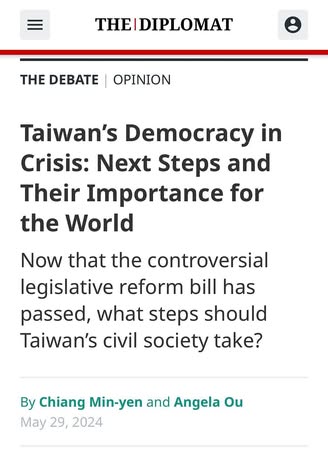 THE|DIPLOMAT
THE DEBATE | OPINION
Taiwan’s Democracy in
Crisis: Next Steps and
Their Importance for
the World
Now that the controversial
legislative reform bill has
passed, what steps should
Taiwan’s civil society take?
By Chiang Min-yen and Angela Ou
May 29, 2024